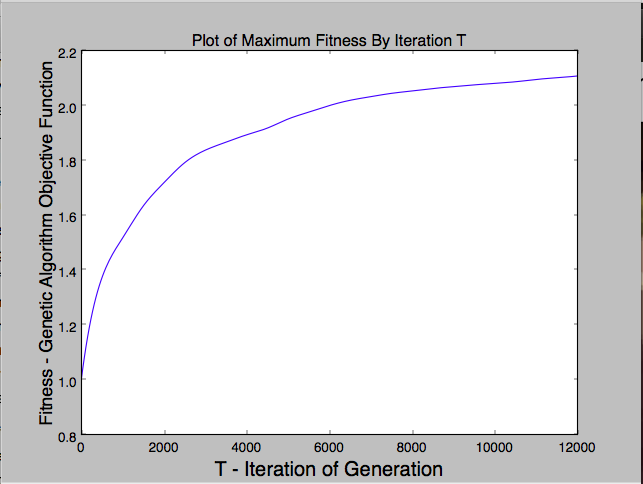 Plot of Maximum Fitness By Iteration T
Fitness - Genetic Algorithm Objective Function
2.2
2.0
1.8
1.6
1.4
1.2
1.0
0.8
0 2000 4000 6000 8000 10000 12000
T - Iteration of Generation